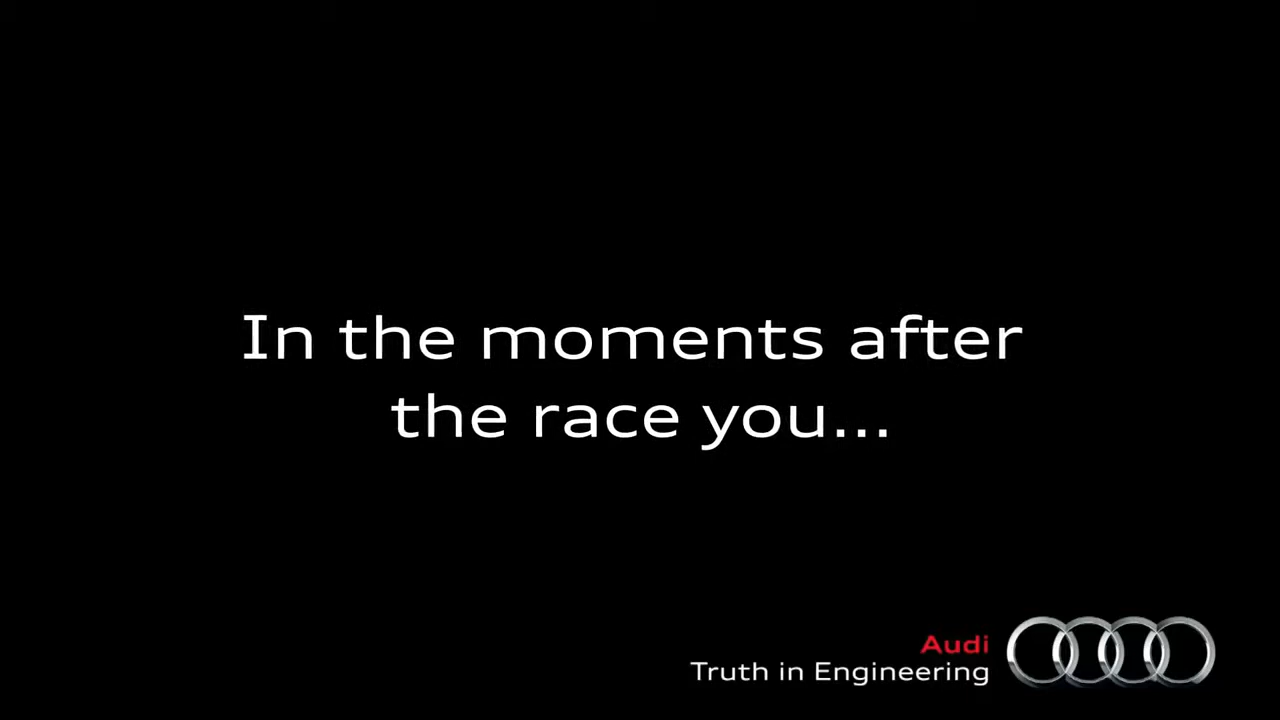 In the moments after
the race you...
Audi
Truth in Engineering